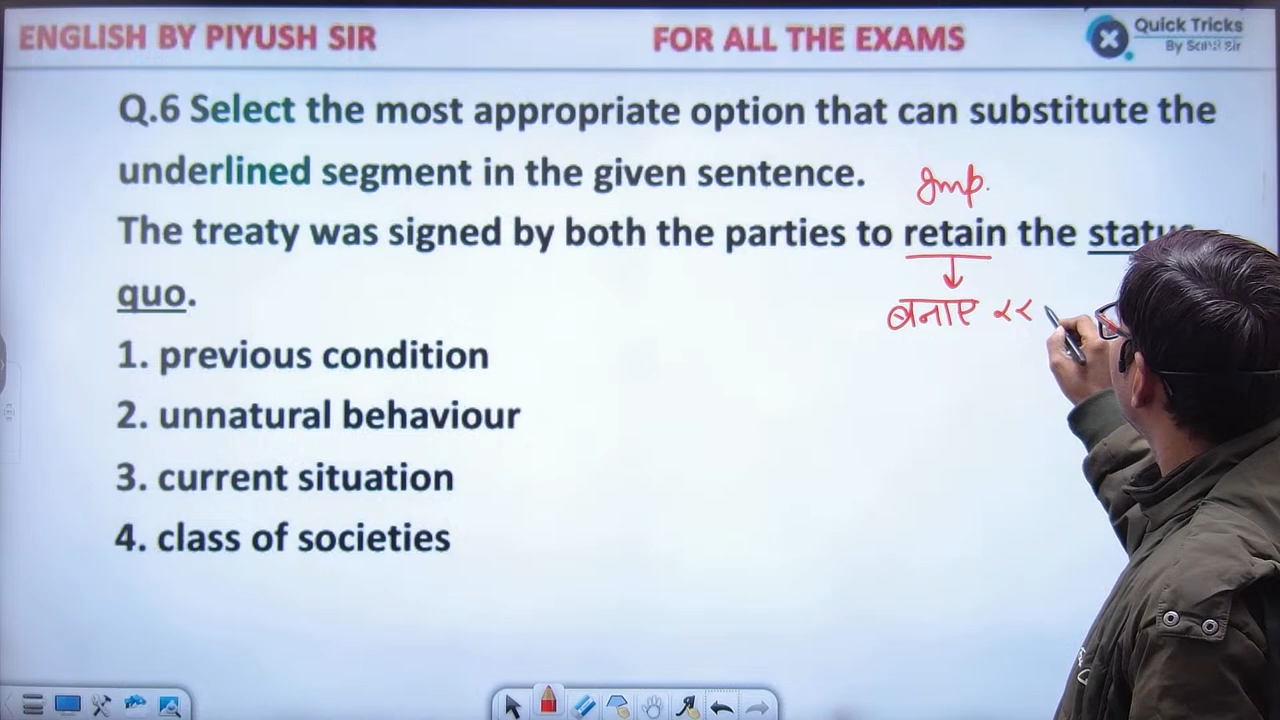 ENGLISH BY PIYUSH SIR
FOR ALL THE EXAMS
Quick Tricks
Q.6 Select the most appropriate option that can substitute the
underlined segment in the given sentence.
Imp.
The treaty was signed by both the parties to retain the status
quo.
बनाए
1. previous condition
2. unnatural behaviour
3. current situation
4. class of societies